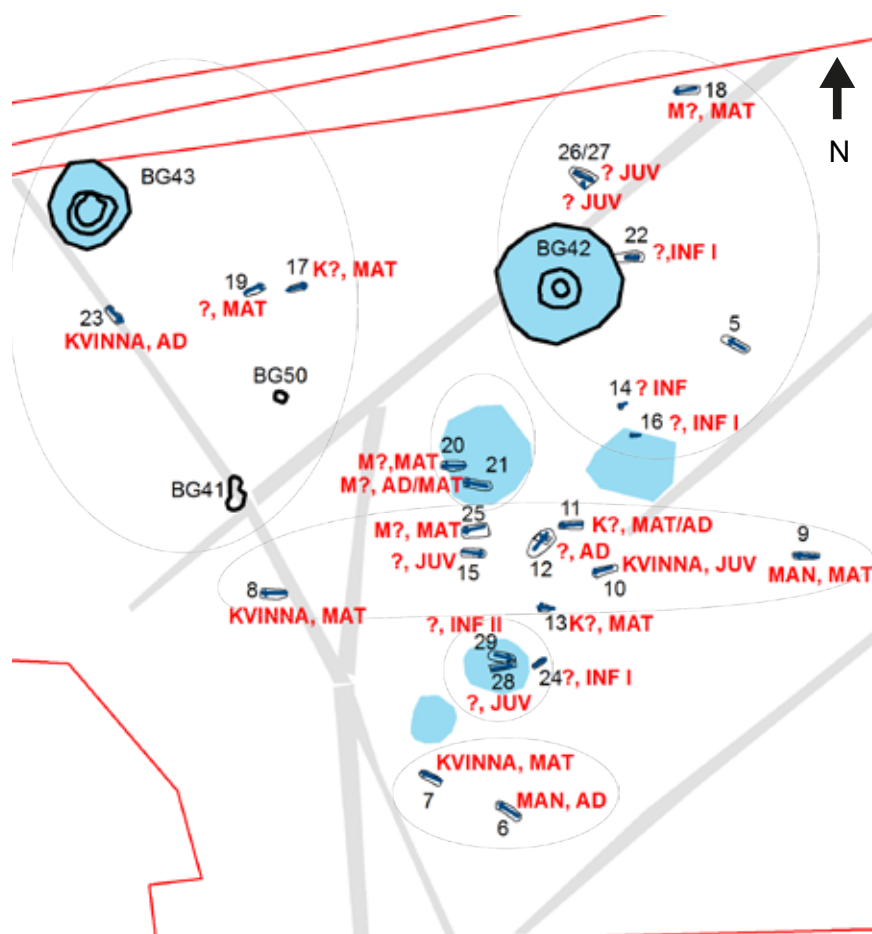 18
M?, MAT
N
26/27
? JUV
? JUV
BG43
BG42
22
?,INF I
17
K?, MAT
19
?, MAT
23
KVINNA, AD
5
BG50
14
? INF
16
?, INF I
20
M?,MAT
21
M?, AD/MAT
BG41
25
M?, MAT
11
K?, MAT/AD
?, JUV
15
12
?, AD
KVINNA, JUV
10
9
MAN, MAT
8
KVINNA, MAT
?, INF II
13
K?, MAT
29
28
24
?, INF I
?, JUV
KVINNA, MAT
7
MAN, AD
6